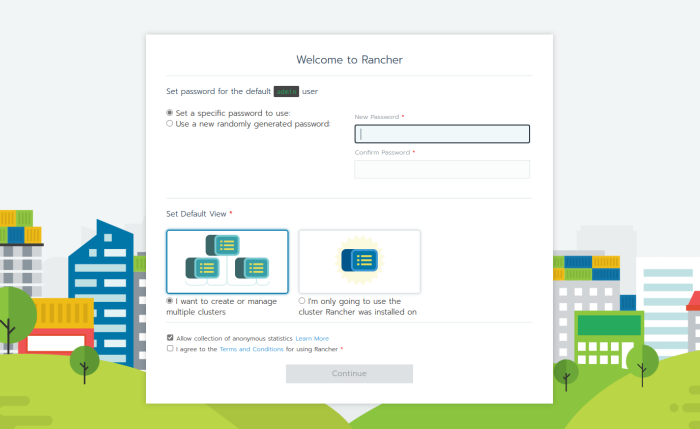 Welcome to Rancher
Set password for the default admin user
Set a specific password to use:
Use a new randomly generated password:
New Password *
Confirm Password *
Set Default View *
I want to create or manage
multiple clusters
I'm only going to use the
cluster Rancher was installed on
Allow collection of anonymous statistics Learn More
I agree to the Terms and Conditions for using Rancher *
Continue